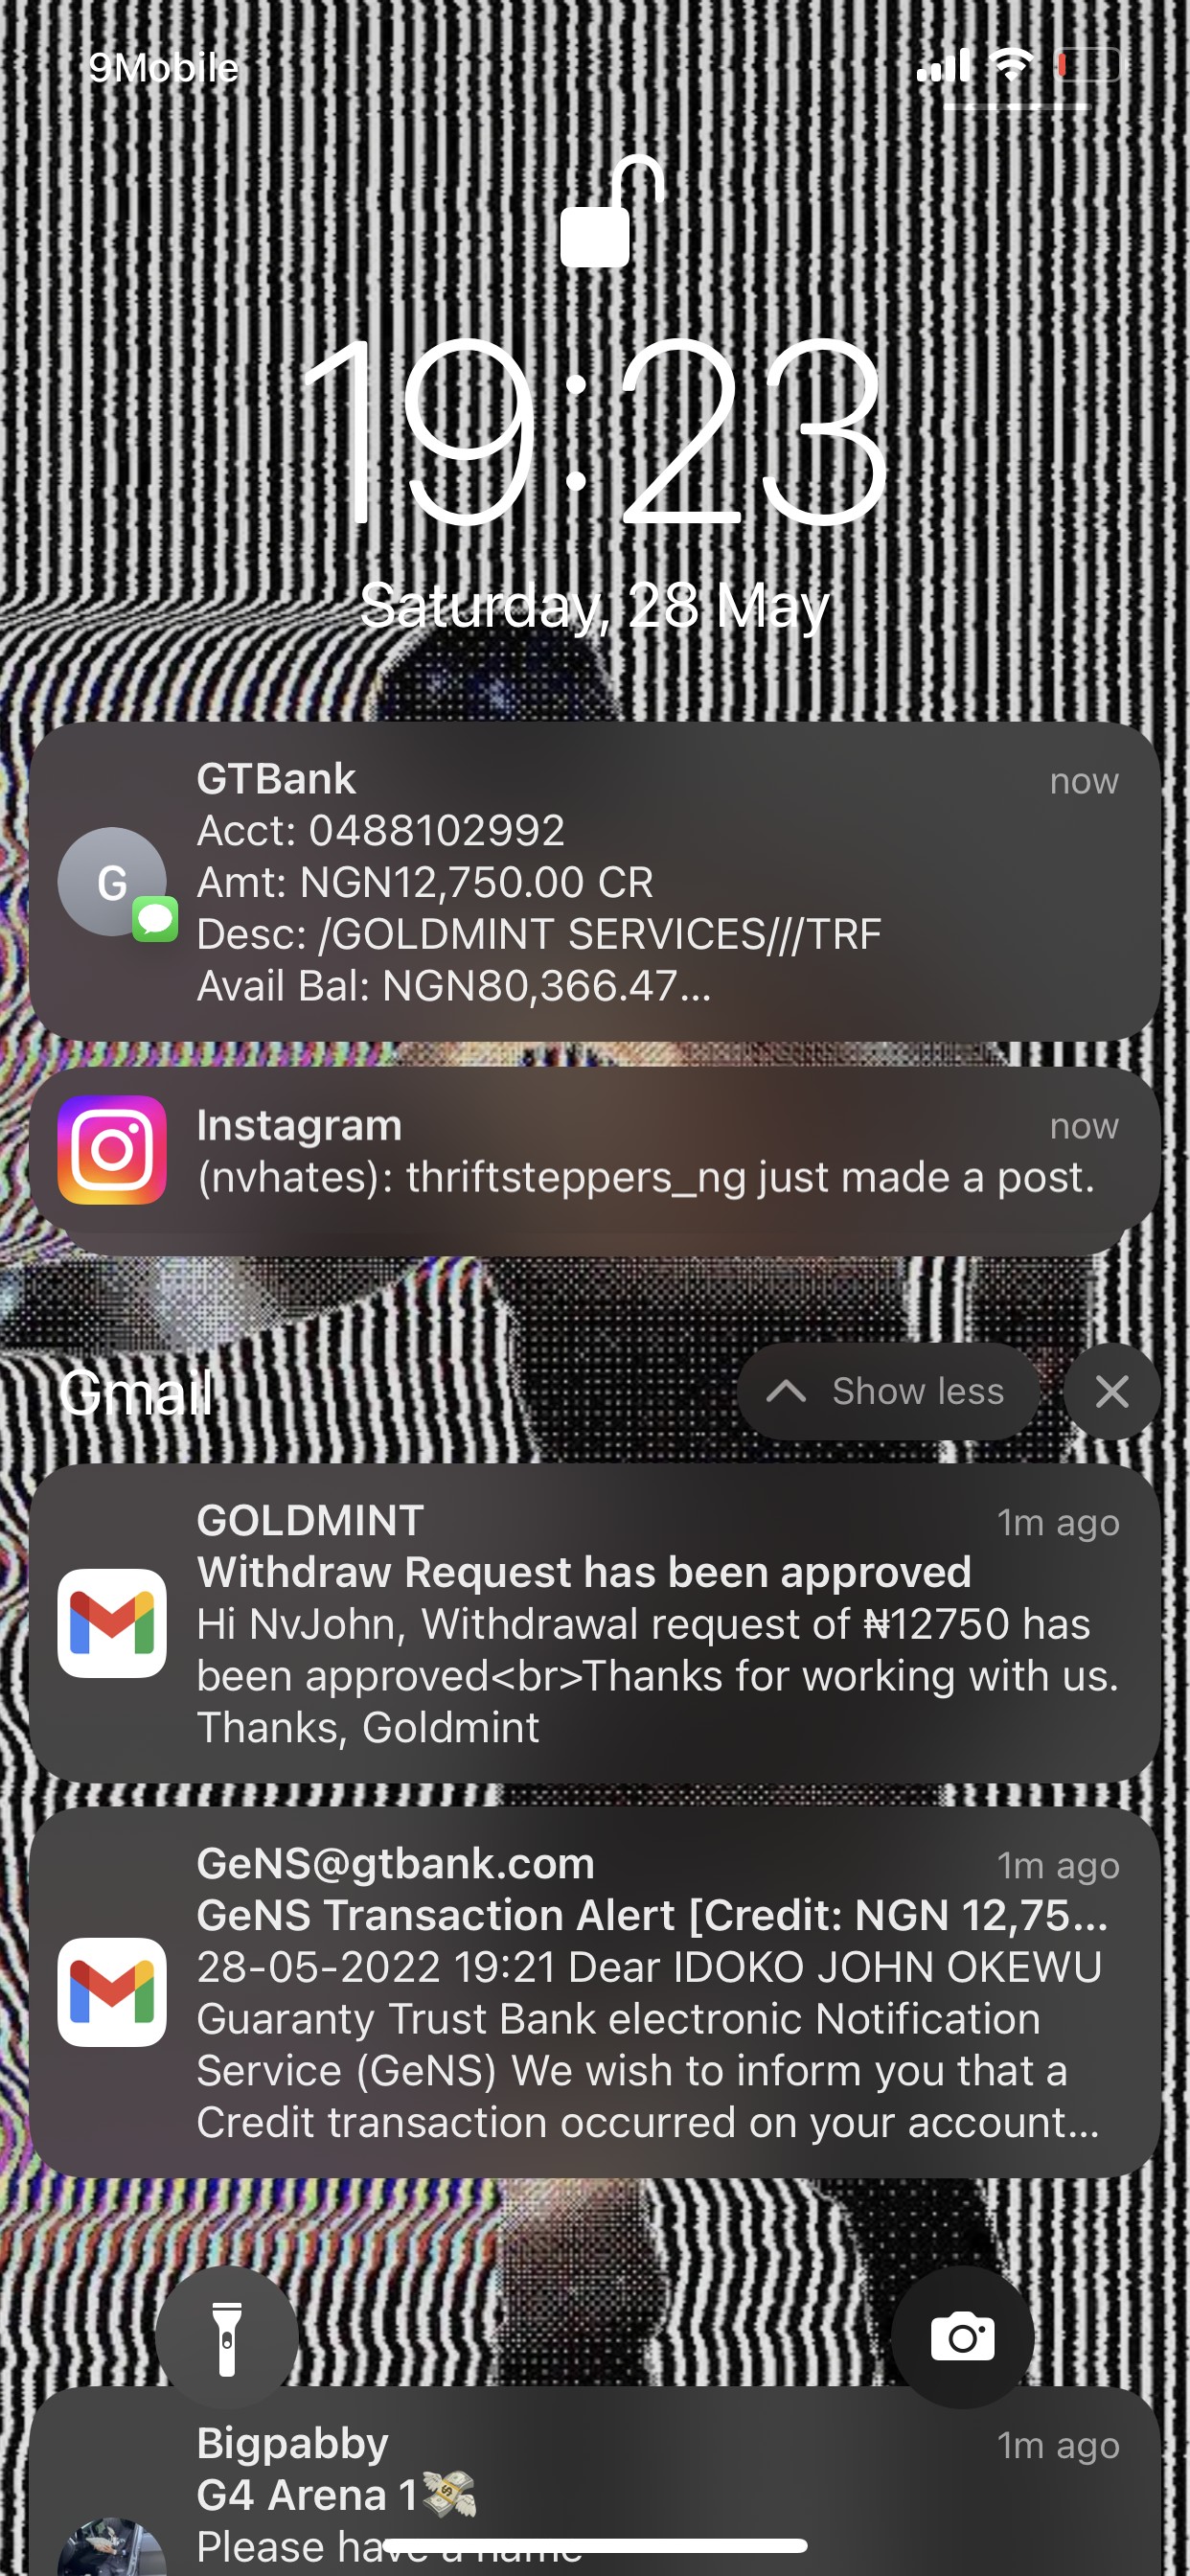 9Mobile
19:23
Saturday, 28 May
GTBank
now
Acct: 0488102992
Amt: NGN12,750.00 CR
Desc: /GOLDMINT SERVICES///TRF
Avail Bal: NGN80,366.47...
G
Instagram
now
(nvhates): thriftsteppers_ng just made a post.
Gmail
Show less
GOLDMINT
1m ago
Withdraw Request has been approved
Hi NvJohn, Withdrawal request of ₦12750 has
been approved<br>Thanks for working with us.
Thanks, Goldmint
GeNS@gtbank.com
1m ago
GeNS Transaction Alert [Credit: NGN 12,75...
28-05-2022 19:21 Dear IDOKO JOHN OKEWU
Guaranty Trust Bank electronic Notification
Service (GeNS) We wish to inform you that a
Credit transaction occurred on your account...
Bigpabby
1m ago
G4 Arena 1💸
Please have a name